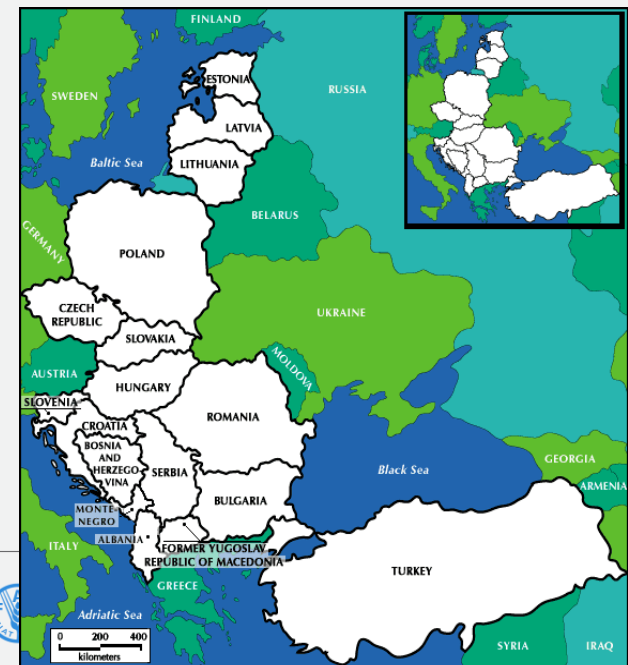 FINLAND
SWEDEN
ESTONIA
RUSSIA
LATVIA
Baltic Sea
LITHUANIA
BELARUS
GERMANY
POLAND
CZECH
REPUBLIC
UKRAINE
SLOVAKIA
AUSTRIA
MOLDOVA
HUNGARY
SLOVENIA
ROMANIA
CROATIA
BOSNIA
AND
HERZEGO-
VINA
SERBIA
Black Sea
GEORGIA
ARMENIA
BULGARIA
MONTE-
NEGRO
ALBANIA
ITALY
FORMER YUGOSLAV
REPUBLIC OF MACEDONIA
TURKEY
GREECE
Adriatic Sea
SYRIA
IRAQ
0 200 400
kilometers